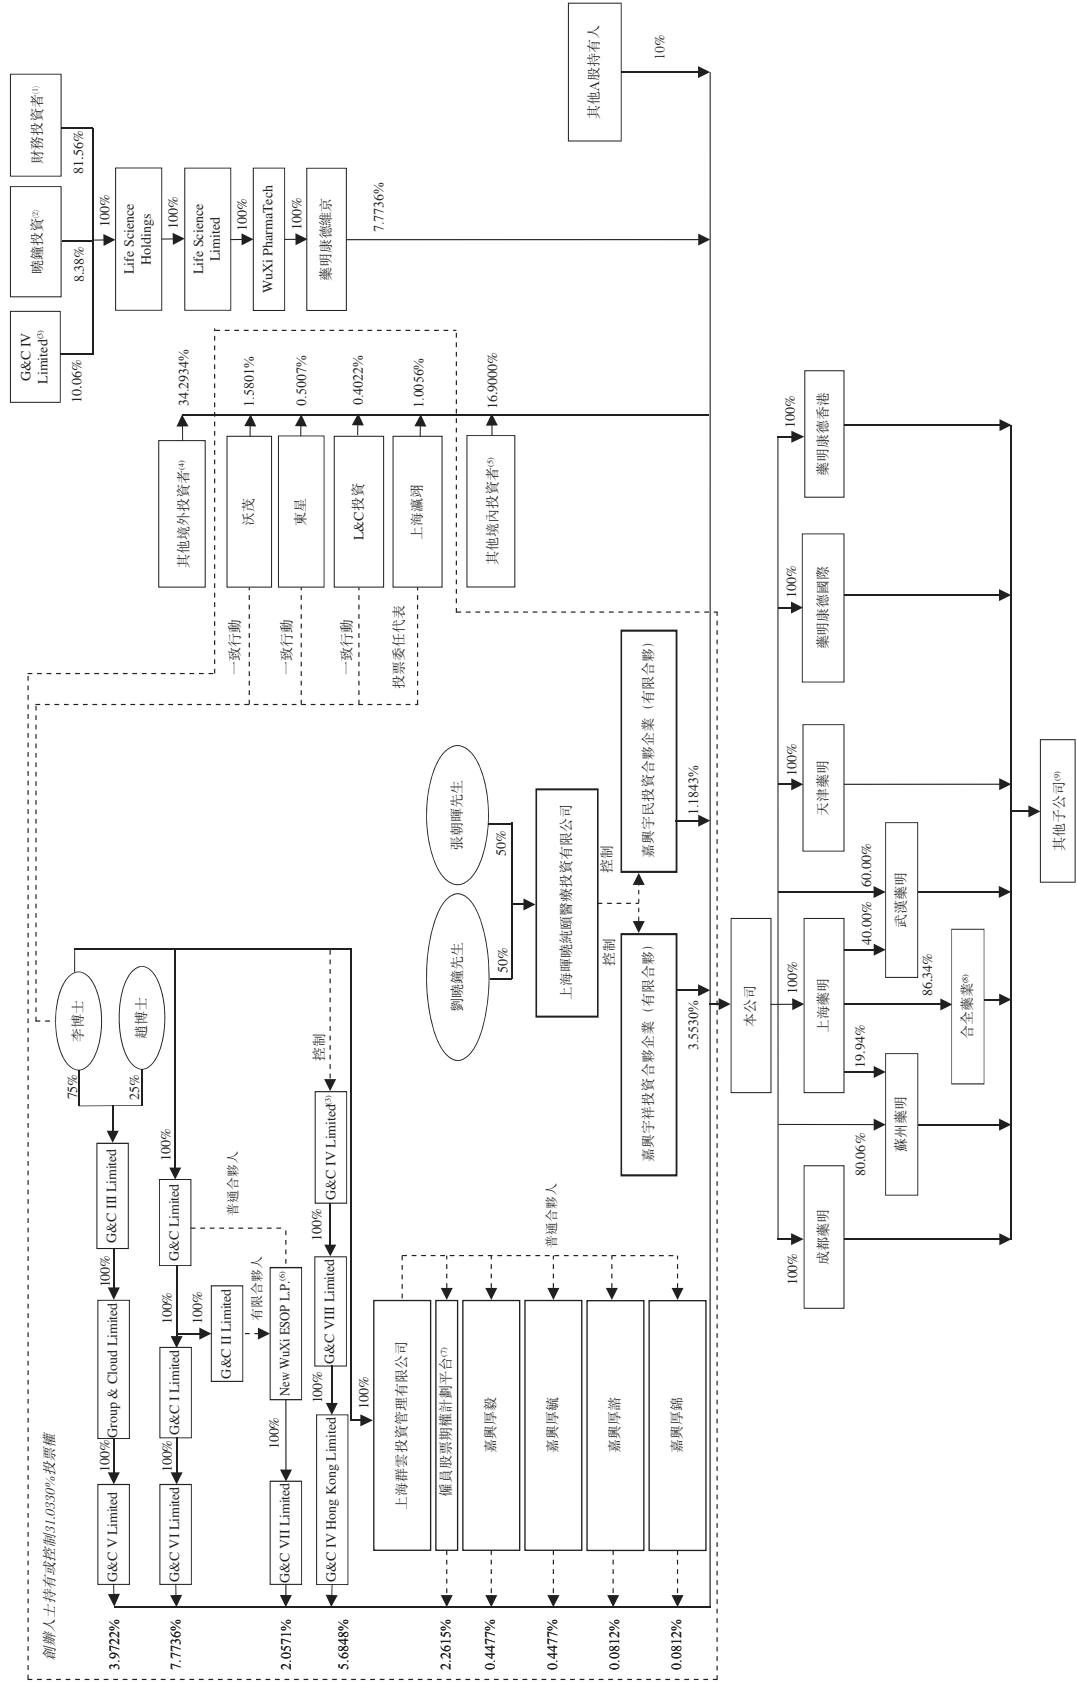 創辦人士持有或控制31.0330%投票權
李博士
趙博士
75%
25%
G&C III Limited
100%
Group & Cloud Limited
100%
G&C V Limited
3.9722%
100%
G&C Limited
普通合夥人
100%
100%
G&C I Limited
100%
G&C VI Limited
7.7736%
G&C II Limited
有限合夥人
New WuXi ESOP L.P.(6)
100%
G&C VII Limited
2.0571%
控制
G&C IV Limited(3)
100%
G&C VIII Limited
100%
G&C IV Hong Kong Limited
5.6848%
100%
上海群雲投資管理有限公司
普通合夥人
僱員股票期權計劃平台(7)
2.2615%
嘉興厚毅
0.4477%
嘉興厚毓
0.4477%
嘉興厚諮
0.0812%
嘉興厚錦
0.0812%
劉曉鐘先生
張朝暉先生
50%
50%
上海暉曉純頤醫療投資有限公司
控制
控制
嘉興宇祥投資合夥企業（有限合夥）
嘉興宇民投資合夥企業（有限合夥）
3.5530%
1.1843%
其他境外投資者(4)
34.2934%
一致行動
沃茂
1.5801%
一致行動
東星
0.5007%
一致行動
L&C投資
0.4022%
投票委任代表
上海瀛翊
1.0056%
其他境內投資者(5)
16.9000%
G&C IV
Limited(3)
曉鐘投資(2)
財務投資者(1)
10.06%
8.38%
81.56%
100%
Life Science
Holdings
100%
Life Science
Limited
100%
WuXi PharmaTech
100%
藥明康德維京
7.7736%
其他A股持有人
10%
本公司
100%
100%
100%
100%
100%
成都藥明
上海藥明
天津藥明
藥明康德國際
藥明康德香港
80.06%
19.94%
40.00%
60.00%
蘇州藥明
武漢藥明
86.34%
合全藥業(8)
其他子公司(9)